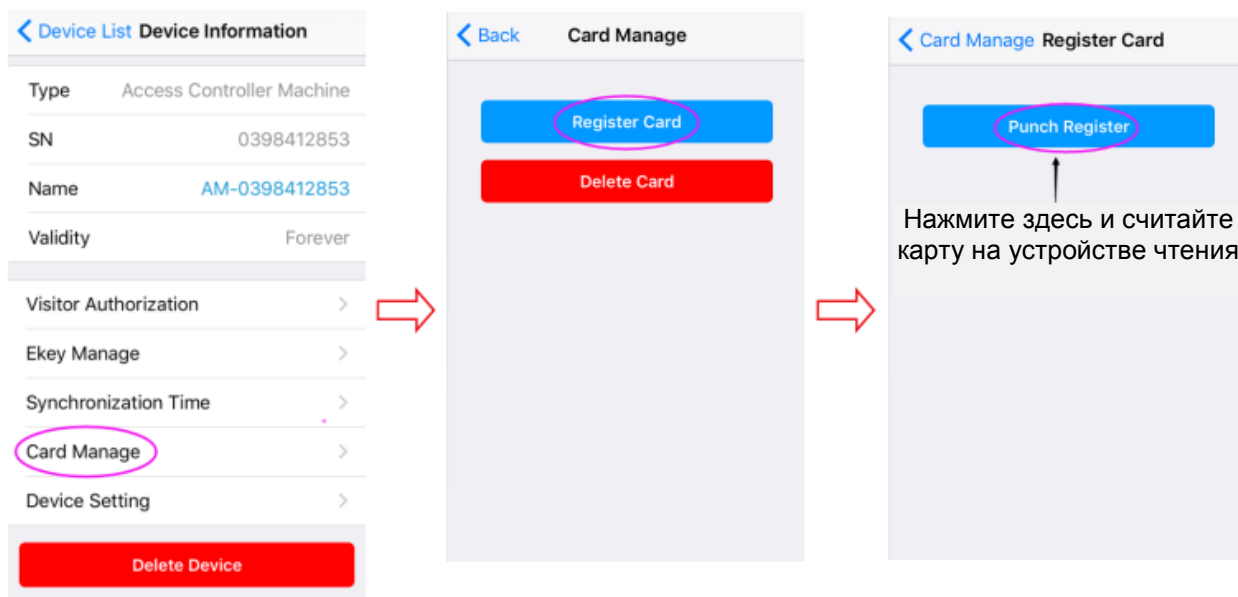 Device List Device Information
Type Access Controller Machine
SN 0398412853
Name AM-0398412853
Validity Forever
Visitor Authorization
Ekey Manage
Synchronization Time
Card Manage
Device Setting
Delete Device
Back Card Manage
Register Card
Delete Card
Card Manage Register Card
Punch Register
Нажмите здесь и считайте
карту на устройстве чтения